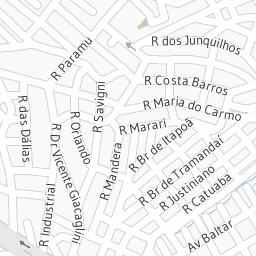 R dos Junquilhos
R Paramu
R Costa Barros
R Savigni
R Maria do Carmo
R das Dálias
R Orlando
R Marari
R Dr Vicente Giacaglini
R Mandera
R Br de Itapoã
R Br de Tramandaí
R Justiniano
R Catuaba
R Industrial
Av Baltar